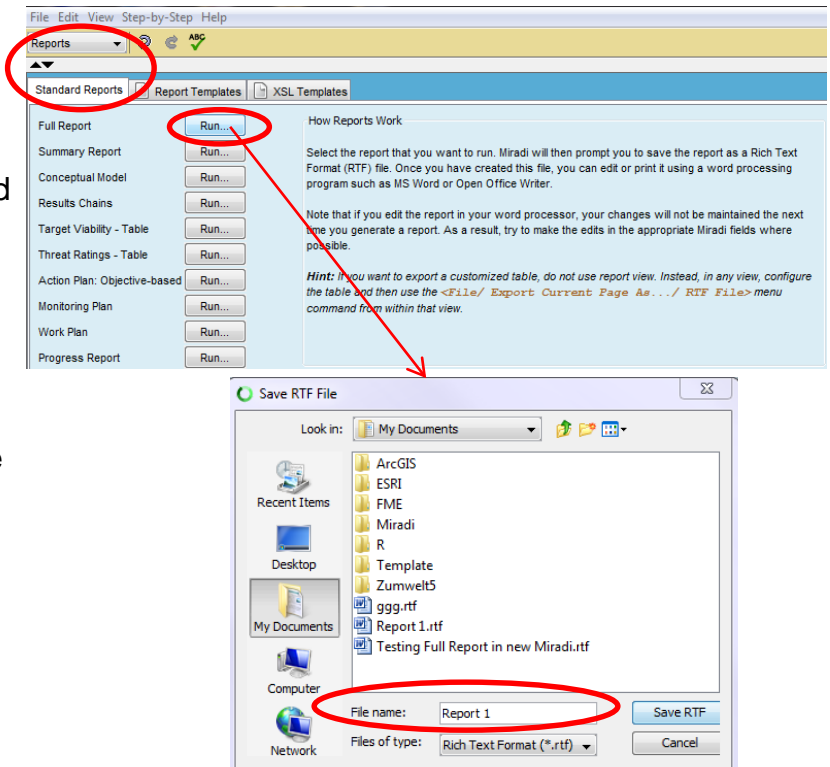 File Edit View Step-by-Step Help
Reports ABC
Standard Reports Report Templates XSL Templates
Full Report Run...
Summary Report Run...
Conceptual Model Run...
Results Chains Run...
Target Viability - Table Run...
Threat Ratings - Table Run...
Action Plan: Objective-based Run...
Monitoring Plan Run...
Work Plan Run...
Progress Report Run...
How Reports Work
Select the report that you want to run. Miradi will then prompt you to save the report as a Rich Text
Format (RTF) file. Once you have created this file, you can edit or print it using a word processing
program such as MS Word or Open Office Writer.
Note that if you edit the report in your word processor, your changes will not be maintained the next
time you generate a report. As a result, try to make the edits in the appropriate Miradi fields where
possible.
Hint: If you want to export a customized table, do not use report view. Instead, in any view, configure
the table and then use the <File/ Export Current Page As.../ RTF File> menu
command from within that view.
d
e
Save RTF File
Look in: My Documents
Recent Items
Desktop
My Documents
Computer
Network
ArcGIS
ESRI
FME
Miradi
R
Template
Zumwelt5
ggg.rtf
Report 1.rtf
Testing Full Report in new Miradi.rtf
File name: Report 1 Save RTF
Files of type: Rich Text Format (*.rtf) Cancel